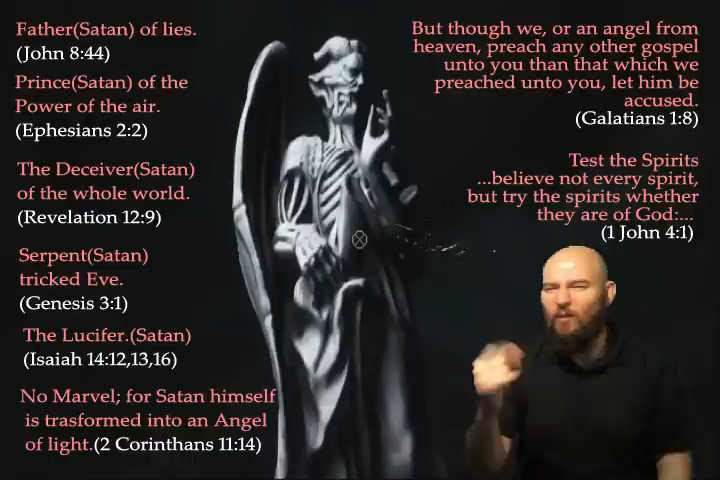 Father(Satan) of lies.
(John 8:44)
Prince(Satan) of the
Power of the air.
(Ephesians 2:2)
The Deceiver(Satan)
of the whole world.
(Revelation 12:9)
Serpent(Satan)
tricked Eve.
(Genesis 3:1)
The Lucifer.(Satan)
(Isaiah 14:12,13,16)
No Marvel; for Satan himself
is trasformed into an Angel
of light.(2 Corinthans 11:14)
But though we, or an angel from
heaven, preach any other gospel
unto you than that which we
preached unto you, let him be
accused.
(Galatians 1:8)
Test the Spirits
...believe not every spirit,
but try the spirits whether
they are of God:...
(1 John 4:1)